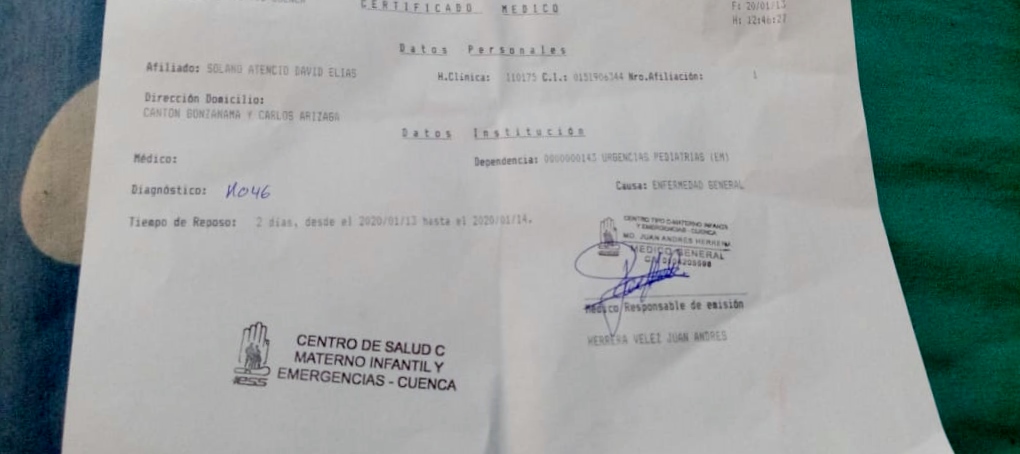 CERTIFICADO MEDICO
F: 20/01/13
H: 12:46:27
Datos Personales
Afiliado: SOLANO ATENCIO DAVID ELIAS
H.Clínica: 110175 C.I.: 0151906344 Nro.Afiliación: 1
Dirección Domicilio:
CANTON GONZANAMA Y CARLOS ARIZAGA
Datos Institución
Médico:
Dependencia: 0000000143 URGENCIAS PEDIATRIAS (EM)
Diagnóstico: K046
Causa: ENFERMEDAD GENERAL
Tiempo de Reposo: 2 días, desde el 2020/01/13 hasta el 2020/01/14.
CENTRO TIPO C-MATERNO INFANTIL
Y EMERGENCIAS - CUENCA
MD. JUAN ANDRES HERRERA
MEDICO GENERAL
Médico Responsable de emisión
HERRERA VELEZ JUAN ANDRES
iess
CENTRO DE SALUD C
MATERNO INFANTIL Y
EMERGENCIAS - CUENCA